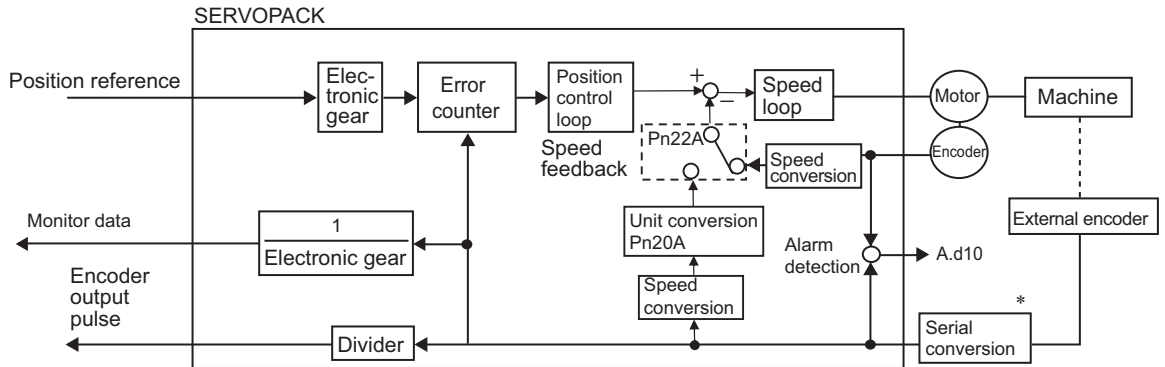 SERVOPACK
Position reference
Elec-
tronic
gear
Error
counter
Position
control
loop
+
−
Speed
loop
Motor
Machine
Encoder
Speed
feedback
Pn22A
Speed
conversion
External encoder
Monitor data
1
Electronic gear
Unit conversion
Pn20A
Alarm
detection
A.d10
Encoder
output
pulse
Speed
conversion
*
Divider
Serial
conversion